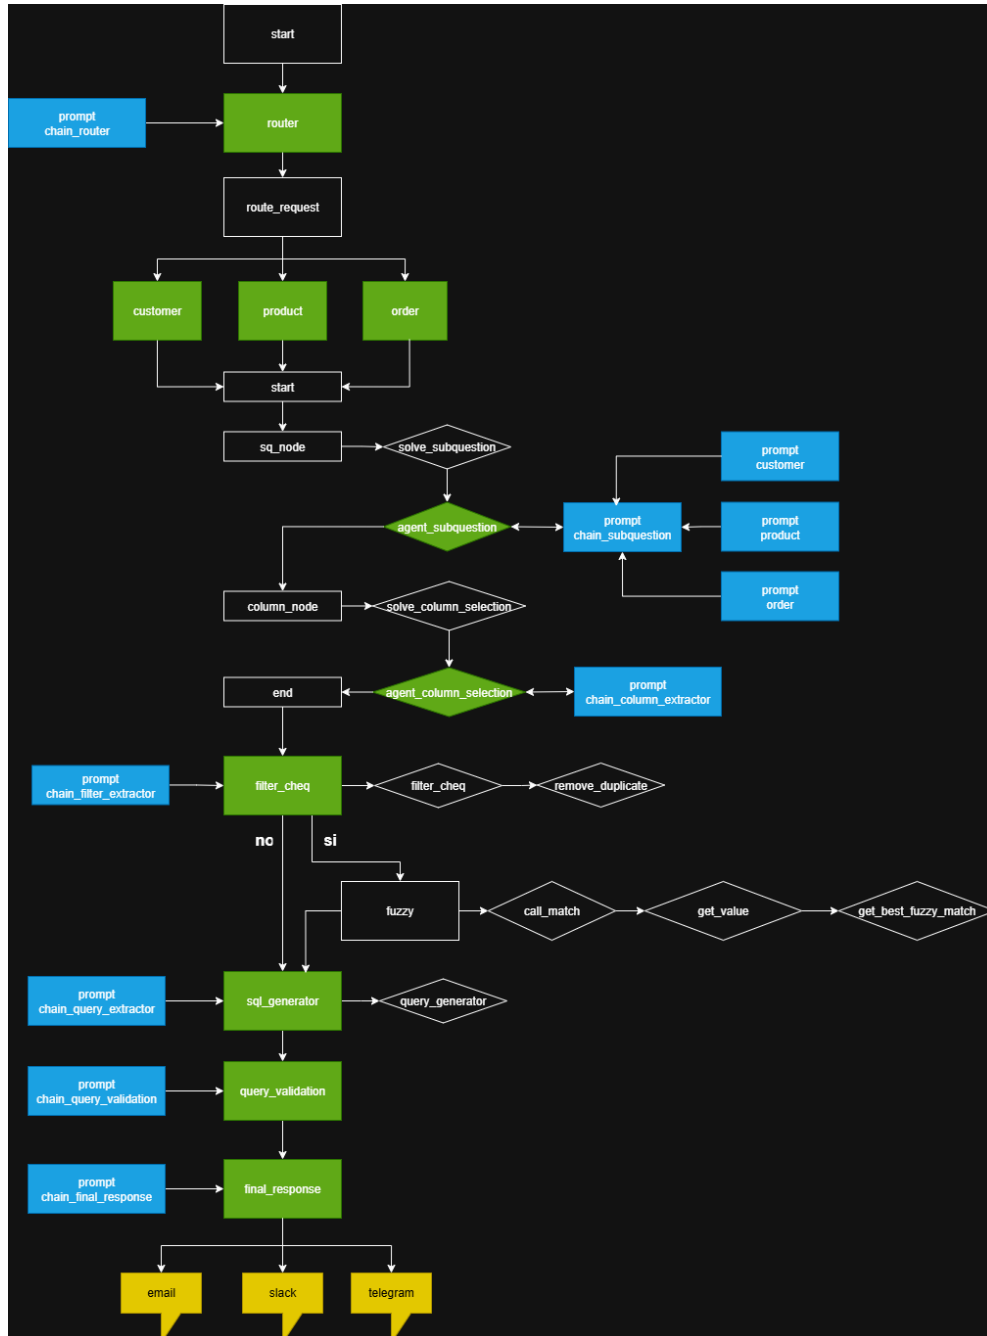 start
prompt
chain_router
router
route_request
customer
product
order
start
sq_node
solve_subquestion
prompt
customer
agent_subquestion
prompt
chain_subquestion
prompt
product
column_node
solve_column_selection
prompt
order
end
agent_column_selection
prompt
chain_column_extractor
prompt
chain_filter_extractor
filter_cheq
filter_cheq
remove_duplicate
no
si
fuzzy
call_match
get_value
get_best_fuzzy_match
prompt
chain_query_extractor
sql_generator
query_generator
prompt
chain_query_validation
query_validation
prompt
chain_final_response
final_response
email
slack
telegram